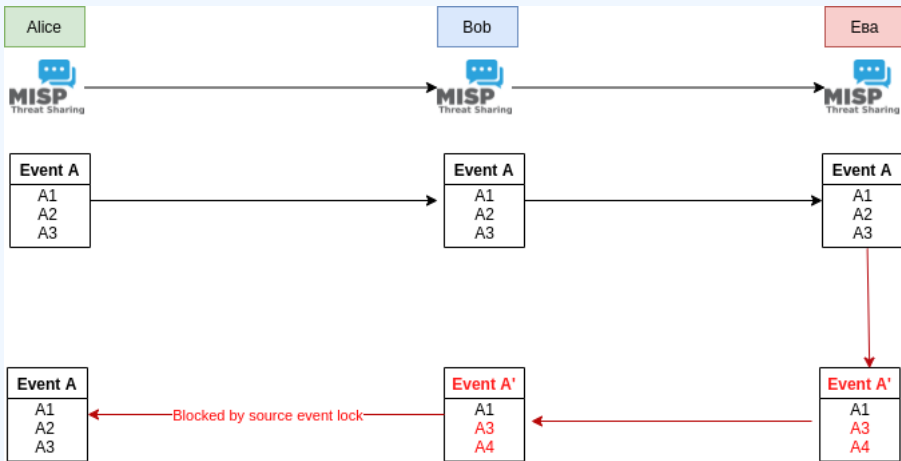 Alice
Bob
Ева
MISP
Threat Sharing
MISP
Threat Sharing
MISP
Threat Sharing
Event A
A1
A2
A3
Event A
A1
A2
A3
Event A
A1
A2
A3
Event A
A1
A2
A3
Blocked by source event lock
Event A'
A1
A3
A4
Event A'
A1
A3
A4